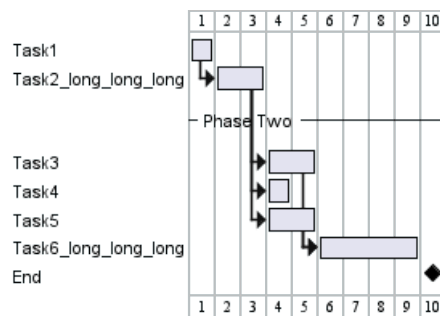 1 2 3 4 5 6 7 8 9 10
Task1
Task2_long_long_long
Phase Two
Task3
Task4
Task5
Task6_long_long_long
End
1 2 3 4 5 6 7 8 9 10